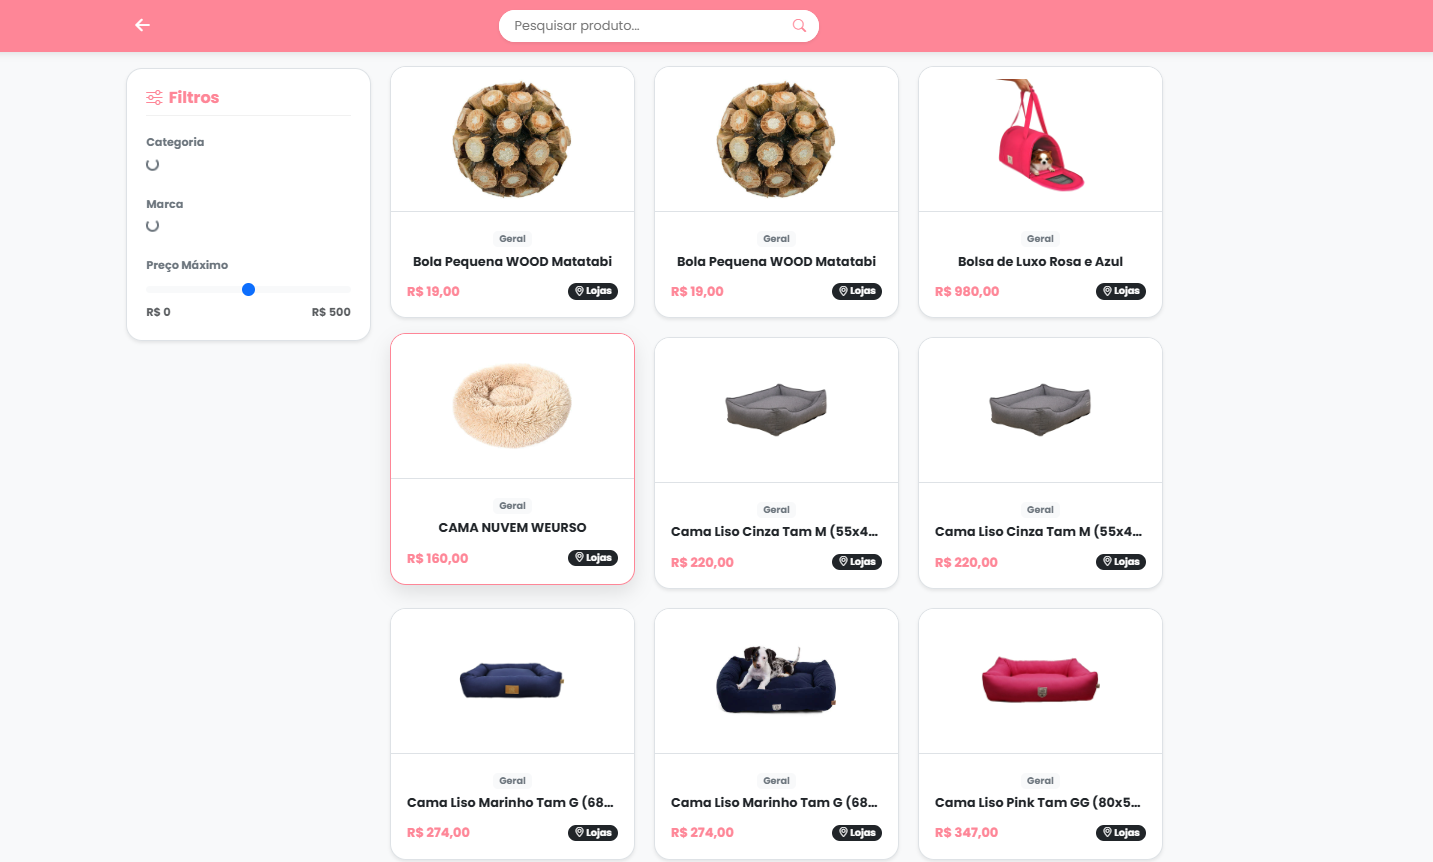 Pesquisar produto...
Filtros
Categoria
Marca
Preço Máximo
R$ 0
R$ 500
Geral
Bola Pequena WOOD Matatabi
R$ 19,00
Lojas
Geral
Bola Pequena WOOD Matatabi
R$ 19,00
Lojas
Geral
Bolsa de Luxo Rosa e Azul
R$ 980,00
Lojas
Geral
CAMA NUVEM WEURSO
R$ 160,00
Lojas
Geral
Cama Liso Cinza Tam M (55x4...
R$ 220,00
Lojas
Geral
Cama Liso Cinza Tam M (55x4...
R$ 220,00
Lojas
Geral
Cama Liso Marinho Tam G (68...
R$ 274,00
Lojas
Geral
Cama Liso Marinho Tam G (68...
R$ 274,00
Lojas
Geral
Cama Liso Pink Tam GG (80x5...
R$ 347,00
Lojas